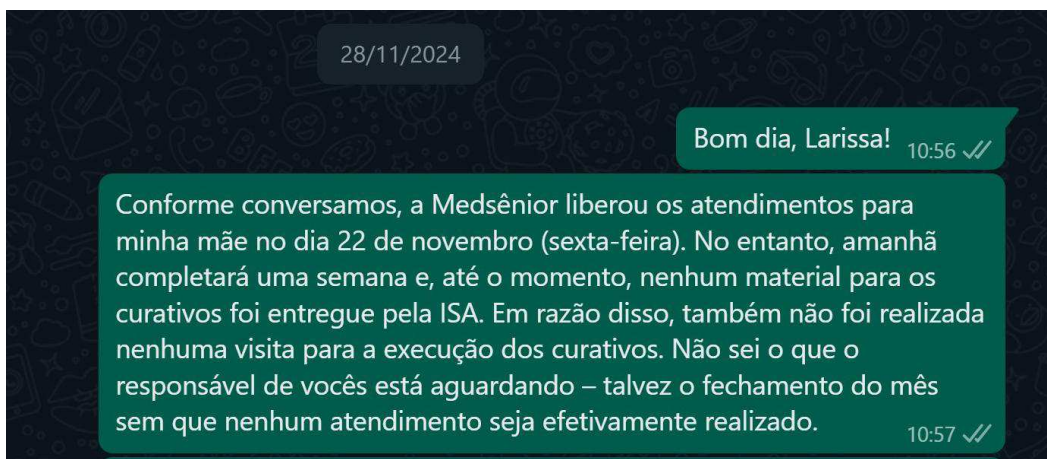 28/11/2024
Bom dia, Larissa! 10:56
Conforme conversamos, a Medsênior liberou os atendimentos para
minha mãe no dia 22 de novembro (sexta-feira). No entanto, amanhã
completará uma semana e, até o momento, nenhum material para os
curativos foi entregue pela ISA. Em razão disso, também não foi realizada
nenhuma visita para a execução dos curativos. Não sei o que o
responsável de vocês está aguardando – talvez o fechamento do mês
sem que nenhum atendimento seja efetivamente realizado. 10:57